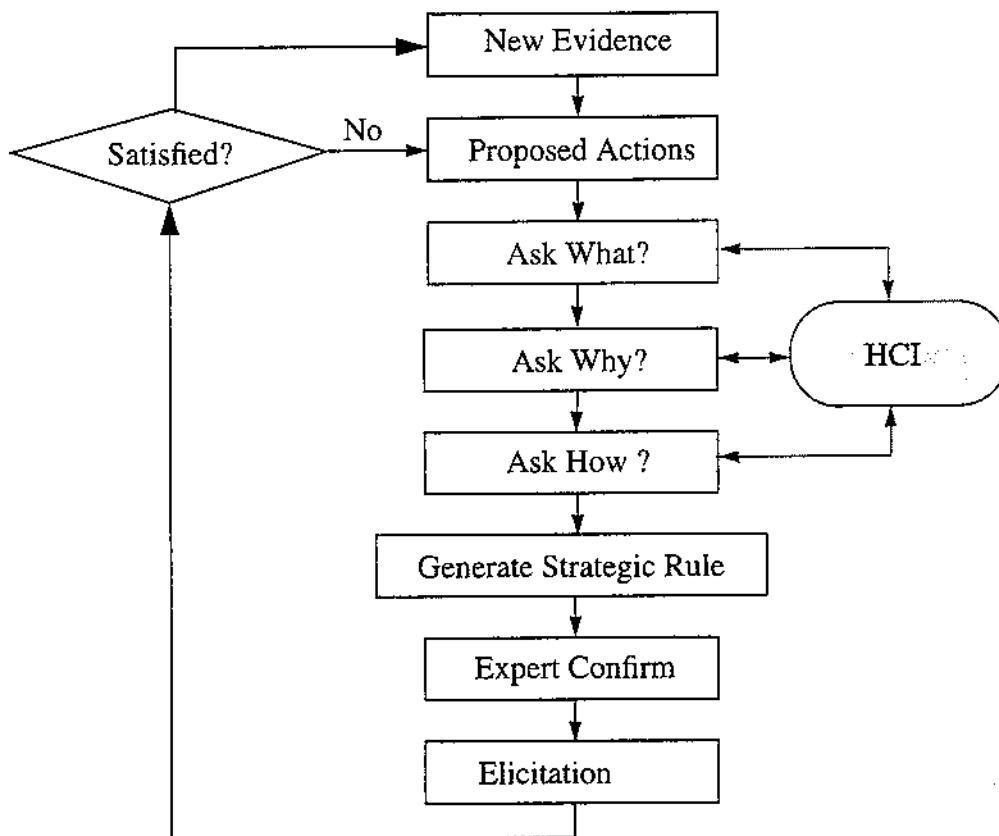 New Evidence
No
Satisfied?
Proposed Actions
Ask What?
Ask Why?
HCI
Ask How ?
Generate Strategic Rule
Expert Confirm
Elicitation